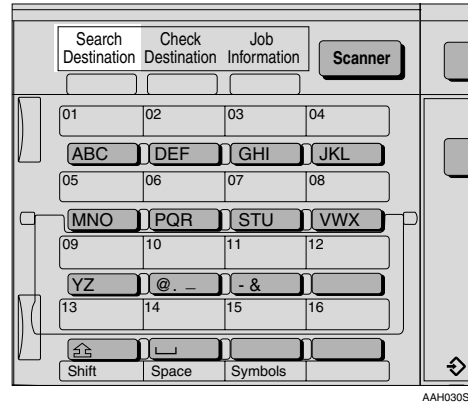 Search Check Job
Destination Destination Information Scanner
01 02 03 04
ABC DEF GHI JKL
05 06 07 08
MNO PQR STU VWX
09 10 11 12
YZ @. _ - &
13 14 15 16
Shift Space Symbols
AAH030S